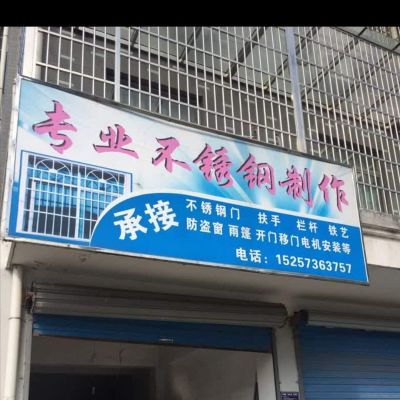 专业不锈钢制作
承接
不锈钢门 扶手 栏杆 铁艺
防盗窗 雨篷 开门移门电机安装等
电话：15257363757